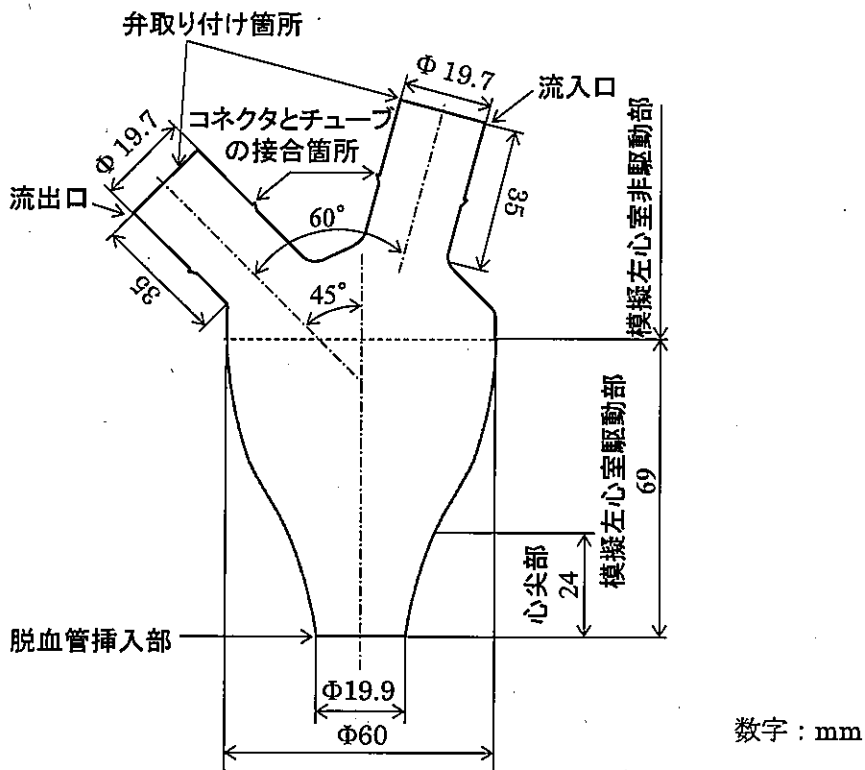 弁取り付け箇所
Φ 19.7
流入口
コネクタとチューブ
の接合箇所
Φ 19.7
流出口
35
35
60°
45°
模擬左心室非駆動部
模擬左心室駆動部
69
心尖部
24
脱血管挿入部
Φ19.9
Φ60
数字：mm